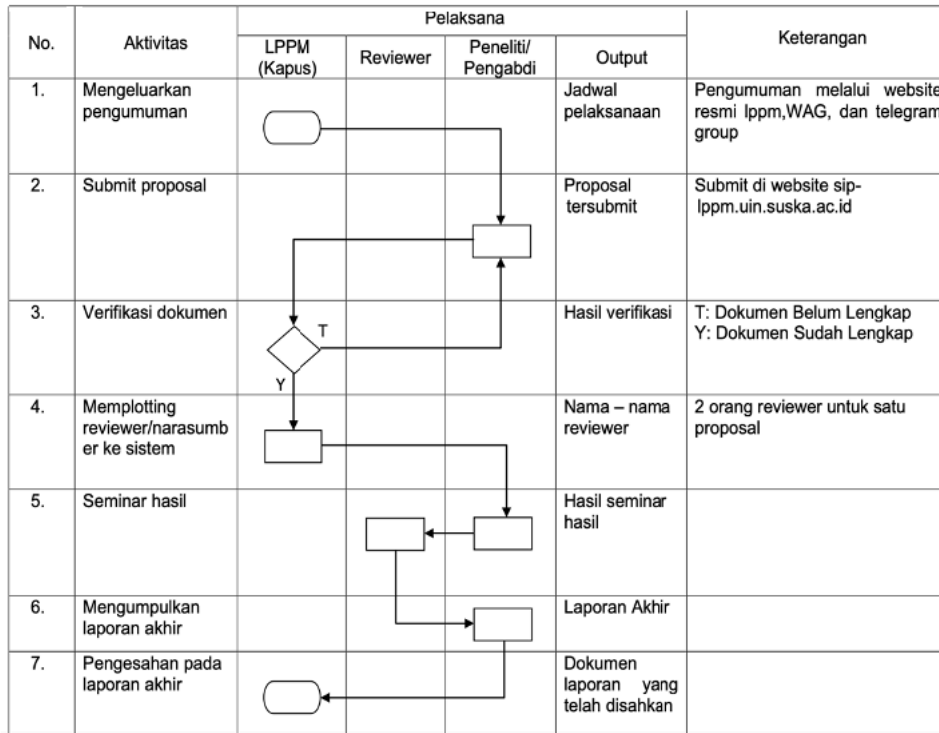 No.
Aktivitas
Pelaksana
Keterangan
LPPM
(Kapus)
Reviewer
Peneliti/
Pengabdi
Output
1.
Mengeluarkan
pengumuman
Jadwal
pelaksanaan
Pengumuman melalui website
resmi lppm,WAG, dan telegram
group
2.
Submit proposal
Proposal
tersubmit
Submit di website sip-
lppm.uin.suska.ac.id
3.
Verifikasi dokumen
T
Y
Hasil verifikasi
T: Dokumen Belum Lengkap
Y: Dokumen Sudah Lengkap
4.
Memplotting
reviewer/narasumb
er ke sistem
Nama – nama
reviewer
2 orang reviewer untuk satu
proposal
5.
Seminar hasil
Hasil seminar
hasil
6.
Mengumpulkan
laporan akhir
Laporan Akhir
7.
Pengesahan pada
laporan akhir
Dokumen
laporan yang
telah disahkan